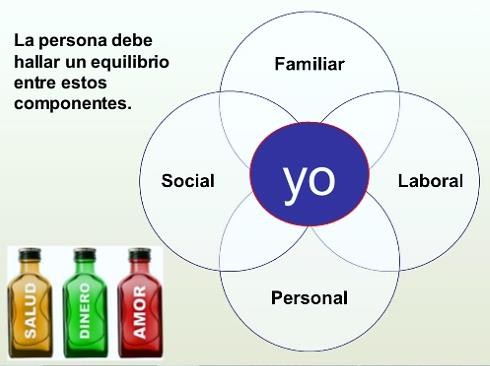 La persona debe
hallar un equilibrio
entre estos
componentes.
Familiar
Social
yo
Laboral
Personal
SALUD
DINERO
AMOR